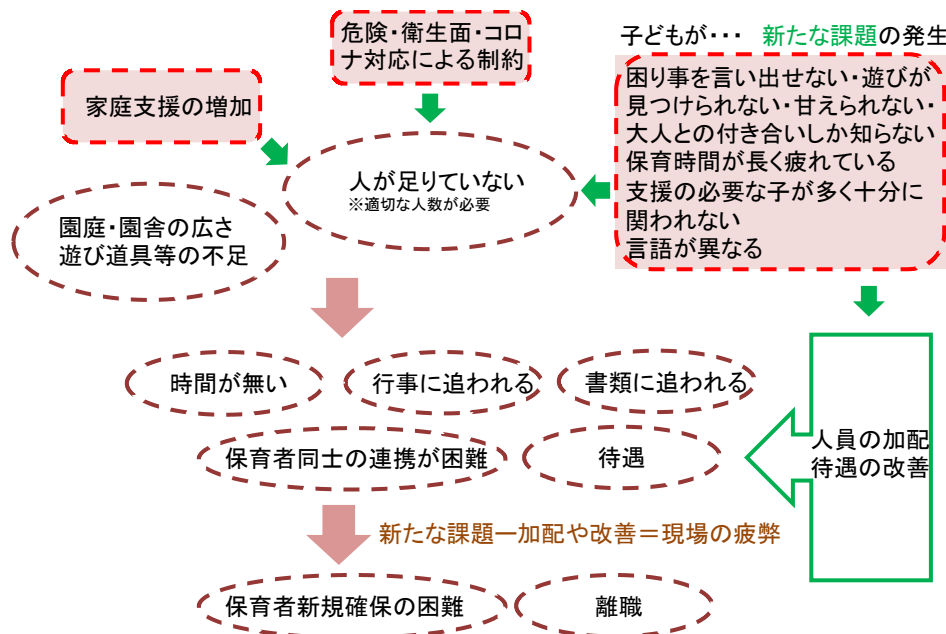 危険・衛生面・コロ
ナ対応による制約
子どもが・・・ 新たな課題の発生
家庭支援の増加
困り事を言い出せない・遊びが
見つけられない・甘えられない・
大人との付き合いしか知らない
保育時間が長く疲れている
支援の必要な子が多く十分に
関われない
言語が異なる
人が足りていない
※適切な人数が必要
園庭・園舎の広さ
遊び道具等の不足
時間が無い
行事に追われる
書類に追われる
人員の加配
待遇の改善
保育者同士の連携が困難
待遇
新たな課題ー加配や改善=現場の疲弊
保育者新規確保の困難
離職